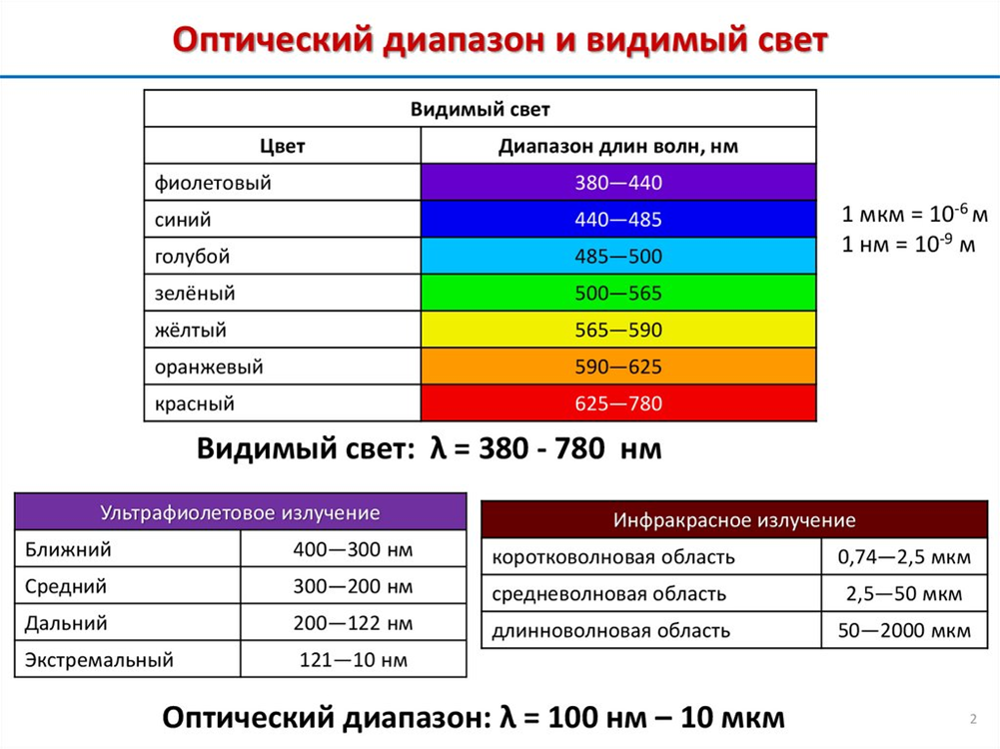 Оптический диапазон и видимый свет
Видимый свет
Цвет Диапазон длин волн, нм
фиолетовый 380—440
синий 440—485
голубой 485—500
зелёный 500—565
жёлтый 565—590
оранжевый 590—625
красный 625—780
1 мкм = 10⁻⁶ м
1 нм = 10⁻⁹ м
Видимый свет: λ = 380 - 780 нм
Ультрафиолетовое излучение
Ближний 400—300 нм
Средний 300—200 нм
Дальний 200—122 нм
Экстремальный 121—10 нм
Инфракрасное излучение
коротковолновая область 0,74—2,5 мкм
средневолновая область 2,5—50 мкм
длинноволновая область 50—2000 мкм
Оптический диапазон: λ = 100 нм – 10 мкм
2